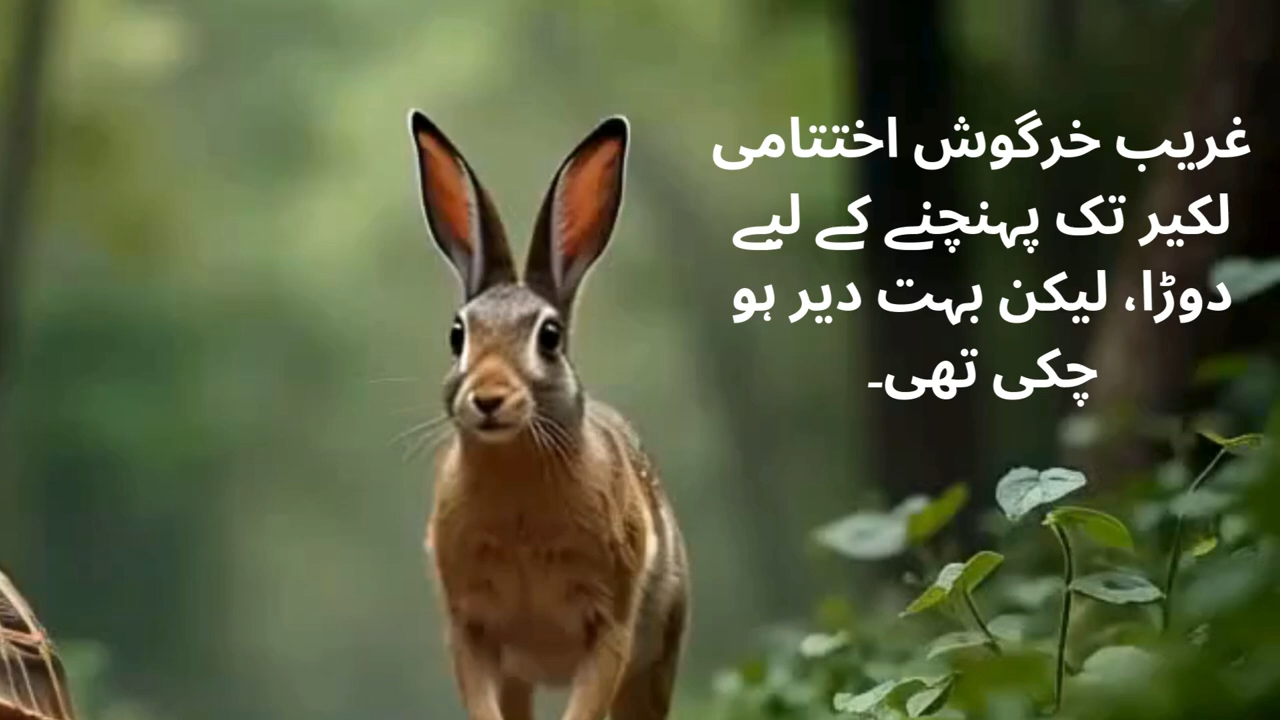 غریب خرگوش اختتامی
لکیر تک پہنچنے کے لیے
دوڑا، لیکن بہت دیر ہو
چکی تھی۔